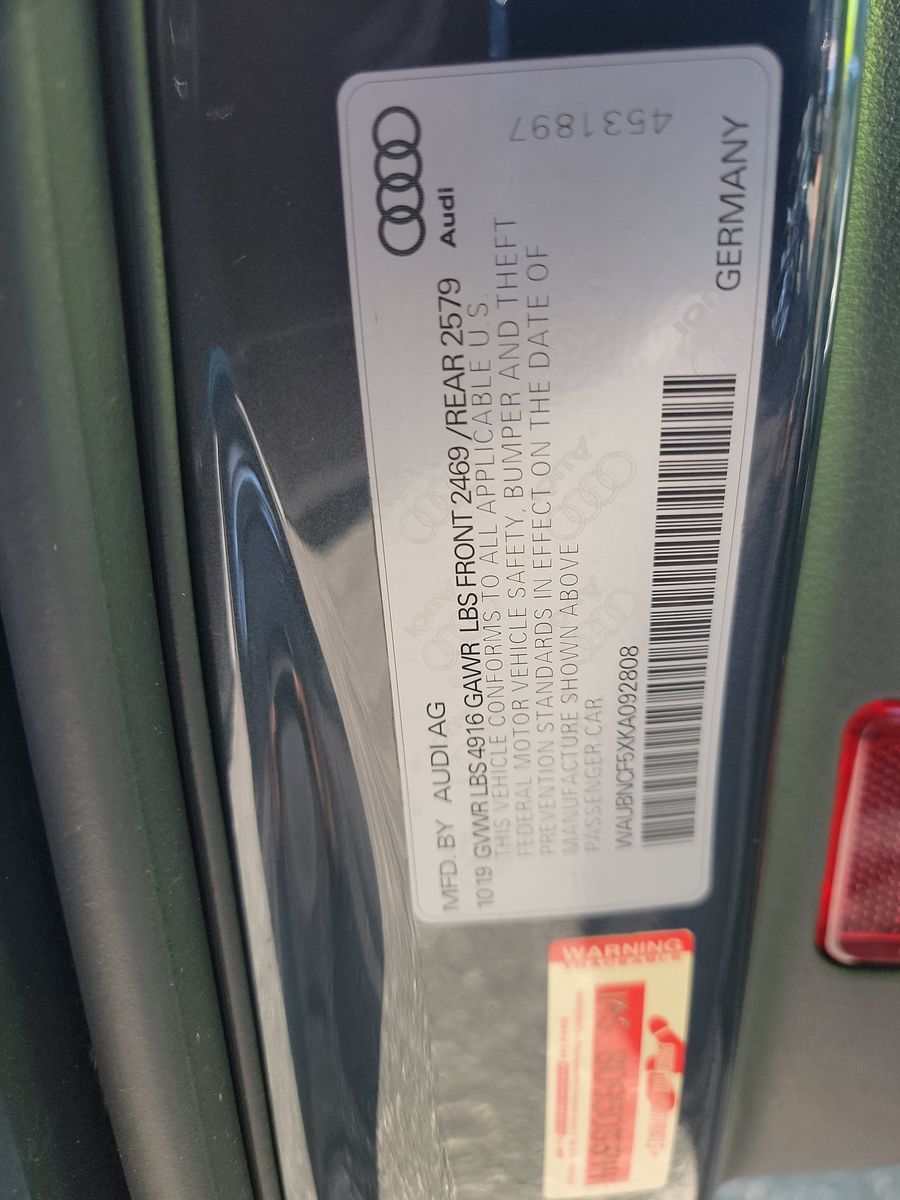 Audi
MFD. BY AUDI AG
1019 GVWR LBS 4916 GAWR LBS FRONT 2469 / REAR 2579
THIS VEHICLE CONFORMS TO ALL APPLICABLE U.S.
FEDERAL MOTOR VEHICLE SAFETY, BUMPER AND THEFT
PREVENTION STANDARDS IN EFFECT ON THE DATE OF
MANUFACTURE SHOWN ABOVE
PASSENGER CAR
WAUBNCF5XKA092808
GERMANY
4531897
WARNING
TRACEABLE